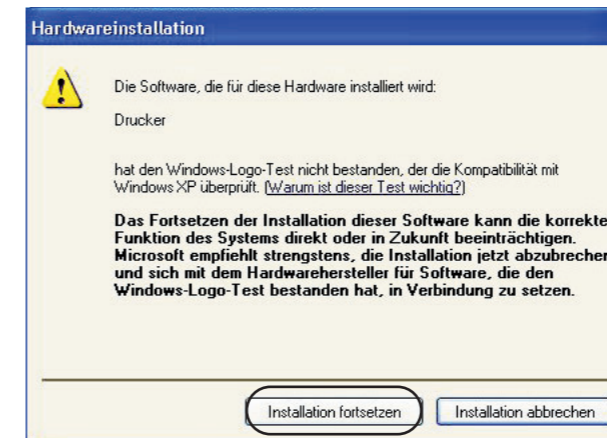 Hardwareinstallation
Die Software, die für diese Hardware installiert wird:
Drucker
hat den Windows-Logo-Test nicht bestanden, der die Kompatibilität mit
Windows XP überprüft. (Warum ist dieser Test wichtig?)
Das Fortsetzen der Installation dieser Software kann die korrekte
Funktion des Systems direkt oder in Zukunft beeinträchtigen.
Microsoft empfiehlt strengstens, die Installation jetzt abzubrechen
und sich mit dem Hardwarehersteller für Software, die den
Windows-Logo-Test bestanden hat, in Verbindung zu setzen.
Installation fortsetzen Installation abbrechen